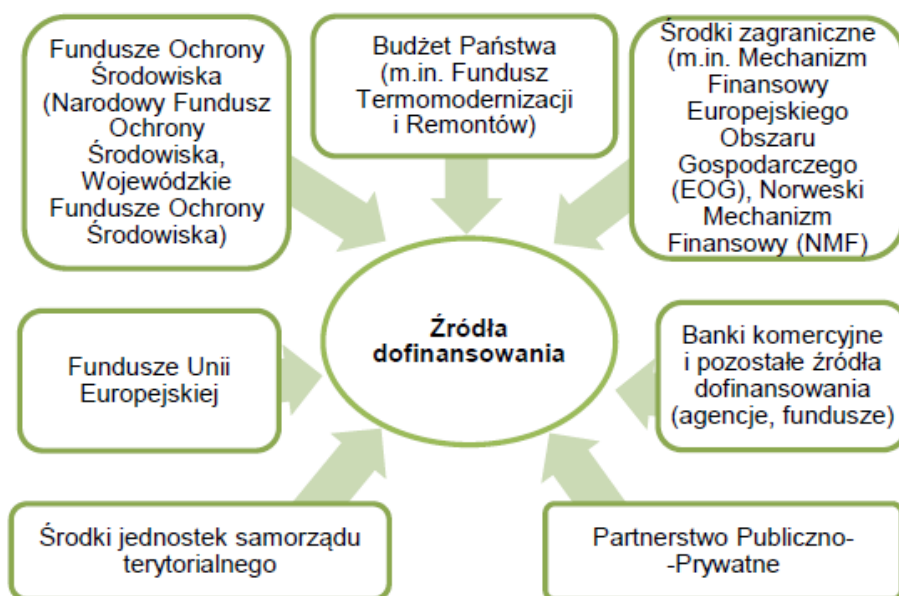 Fundusze Ochrony
Środowiska
(Narodowy Fundusz
Ochrony
Środowiska,
Wojewódzkie
Fundusze Ochrony
Środowiska)
Budżet Państwa
(m.in. Fundusz
Termomodernizacji
i Remontów)
Środki zagraniczne
(m.in. Mechanizm
Finansowy
Europejskiego
Obszaru
Gospodarczego
(EOG), Norweski
Mechanizm
Finansowy (NMF)
Źródła
dofinansowania
Fundusze Unii
Europejskiej
Banki komercyjne
i pozostałe źródła
dofinansowania
(agencje, fundusze)
Środki jednostek samorządu
terytorialnego
Partnerstwo Publiczno-
-Prywatne